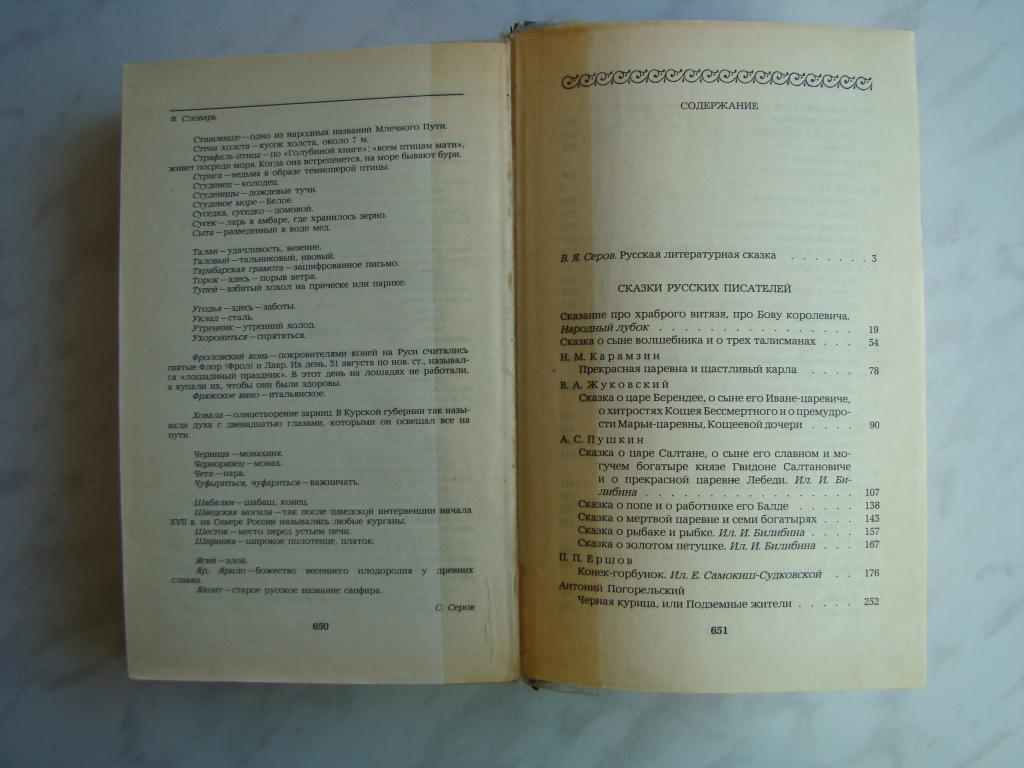 Ф. Словарь
Становище—одно из народных названий Млечного Пути.
Стена холста—кусок холста, около 7 м.
Страфиль-птица—по «Голубиной книге»: «всем птицам мати»,
живет посреди моря. Когда она встрепенется, на море бывают бури.
Стрига—ведьма в образе темноперой птицы.
Студенец—колодец.
Студеницы—дождевые тучи.
Студеное море—Белое.
Суседка, суседко—домовой.
Сусек—ларь в амбаре, где хранилось зерно.
Сыта—разведенный в воде мед.
Талан—удачливость, везение.
Таловый—тальниковый, ивовый.
Тарабарская грамота—зашифрованное письмо.
Торок—здесь—порыв ветра.
Тупей—взбитый хохол на прическе или парике.
Угодья—здесь—заботы.
Уклад—сталь.
Утренник—утренний холод.
Ухорониться—спрятаться.
Фроловский конь—покровителями коней на Руси считались
святые Флор (Фрол) и Лавр. Их день, 31 августа по нов. ст., называл-
ся «лошадиный праздник». В этот день на лошадях не работали,
а купали их, чтобы они были здоровы.
Фряжское вино—итальянское.
Ховала—олицетворение зарниц. В Курской губернии так назы-
вали духа с двенадцатью глазами, которыми он освещал все на
пути.
Черница—монахиня.
Черноризец—монах.
Чета—пара.
Чуфыриться, чуфариться—важничать.
Шабалки—шабаш, конец.
Шведская могила—так после шведской интервенции начала
XVII в. на Севере России назывались любые курганы.
Шесток—место перед устьем печи.
Ширинка—широкое полотенце, платок.
Ягий—злой.
Яр, Ярило—божество весеннего плодородия у древних
славян.
Яхонт—старое русское название сапфира.
С. Серов
650
СОДЕРЖАНИЕ
В. Я. Серов. Русская литературная сказка . . . . . . . 3
СКАЗКИ РУССКИХ ПИСАТЕЛЕЙ
Сказание про храброго витязя, про Бову королевича.
Народный лубок . . . . . . . . . . . . . . 19
Сказка о сыне волшебника и о трех талисманах . . . 54
Н. М. Карамзин
Прекрасная царевна и щастливый карла . . . . 78
В. А. Жуковский
Сказка о царе Берендее, о сыне его Иване-царевиче,
о хитростях Кощея Бессмертного и о премудро-
сти Марьи-царевны, Кощеевой дочери . . . . 90
А. С. Пушкин
Сказка о царе Салтане, о сыне его славном и мо-
гучем богатыре князе Гвидоне Салтановиче
и о прекрасной царевне Лебеди. Ил. И. Би-
либина . . . . . . . . . . . . . . . 107
Сказка о попе и о работнике его Балде . . . . . 138
Сказка о мертвой царевне и семи богатырях . . . 143
Сказка о рыбаке и рыбке. Ил. И. Билибина . . . 157
Сказка о золотом петушке. Ил. И. Билибина . . . 167
П. П. Ершов
Конек-горбунок. Ил. Е. Самокиш-Судковской . . 176
Антоний Погорельский
Черная курица, или Подземные жители . . . . . 252
651